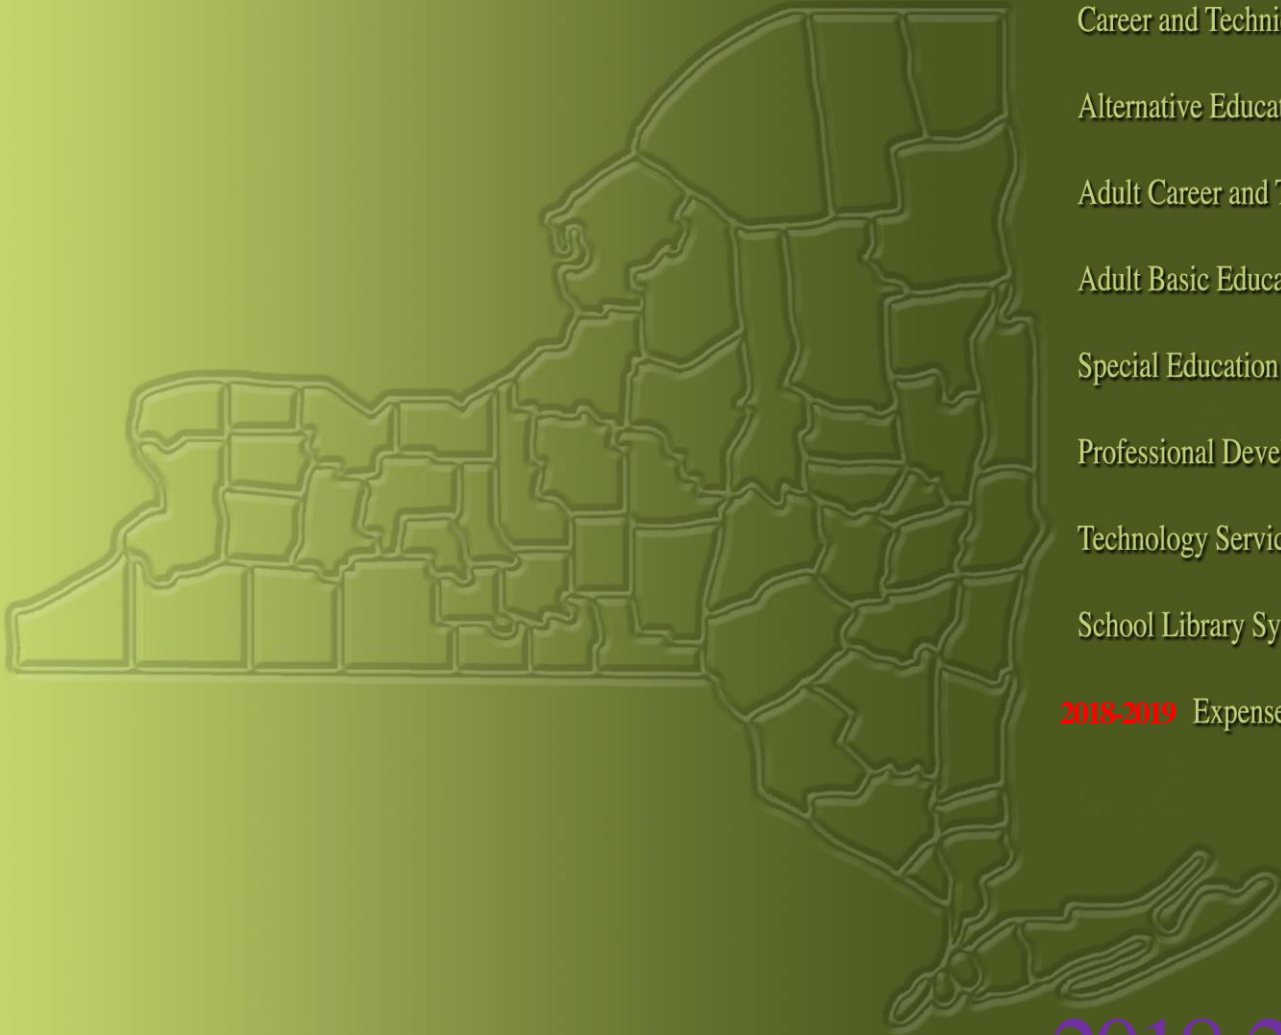 Career and Techni
Alternative Educa
Adult Career and T
Adult Basic Educa
Special Education
Professional Deve
Technology Servic
School Library Sy
2018-2019 Expense